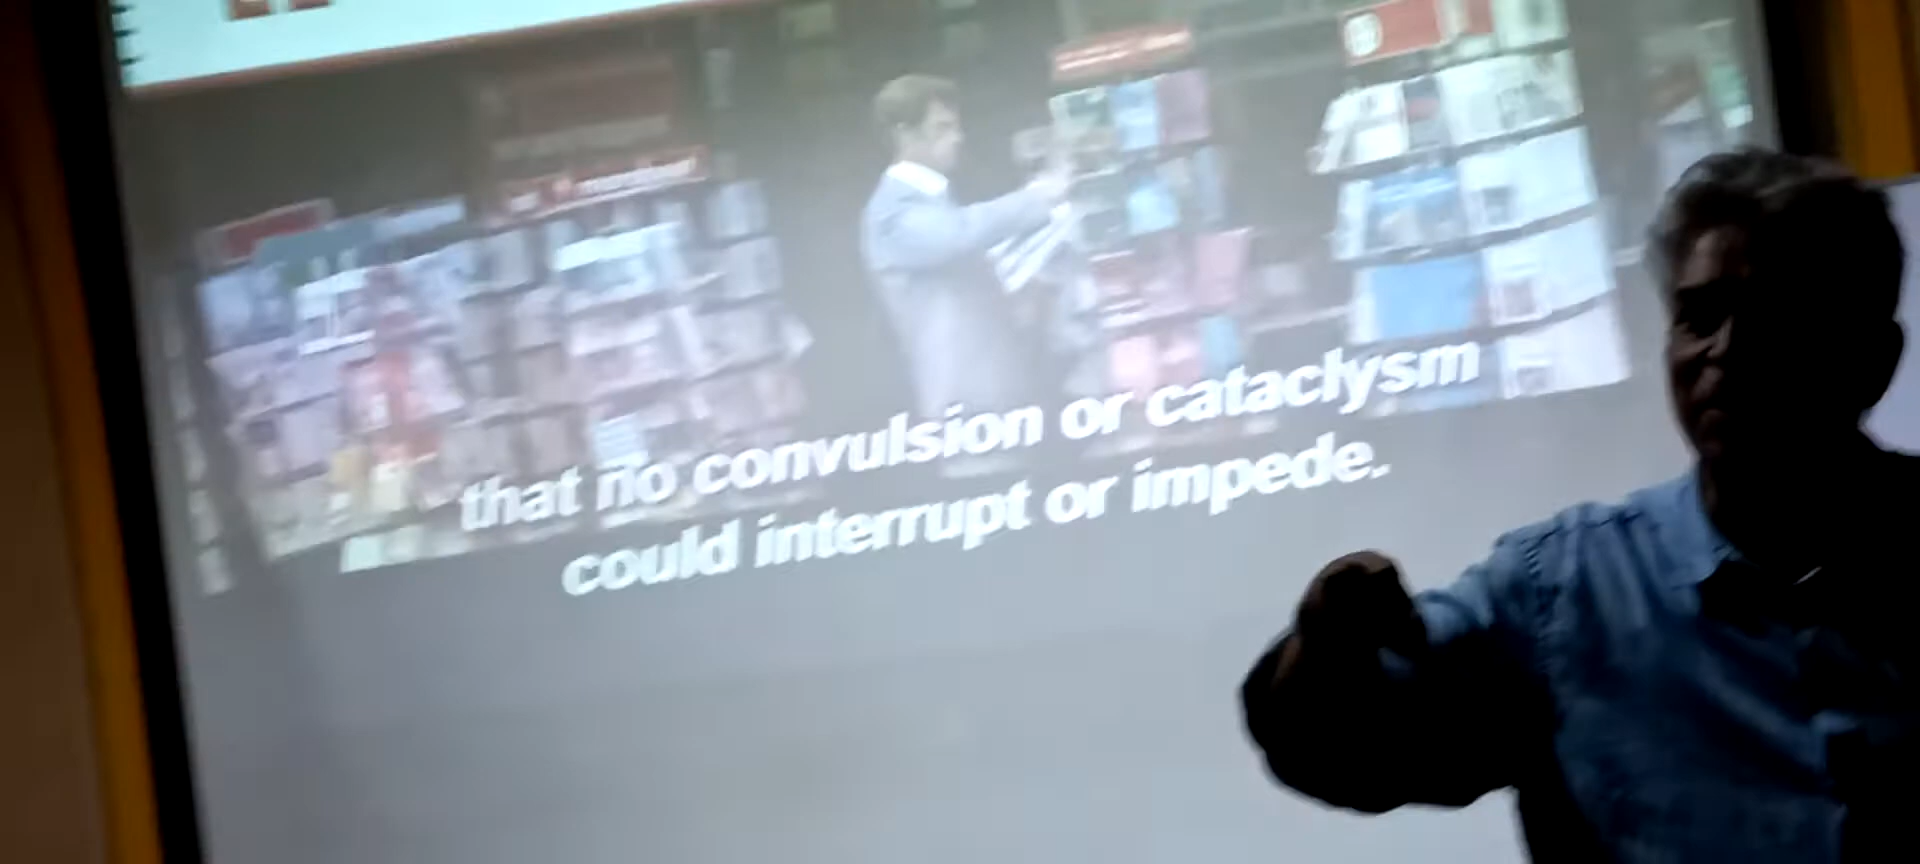 that no convulsion or cataclysm
could interrupt or impede.